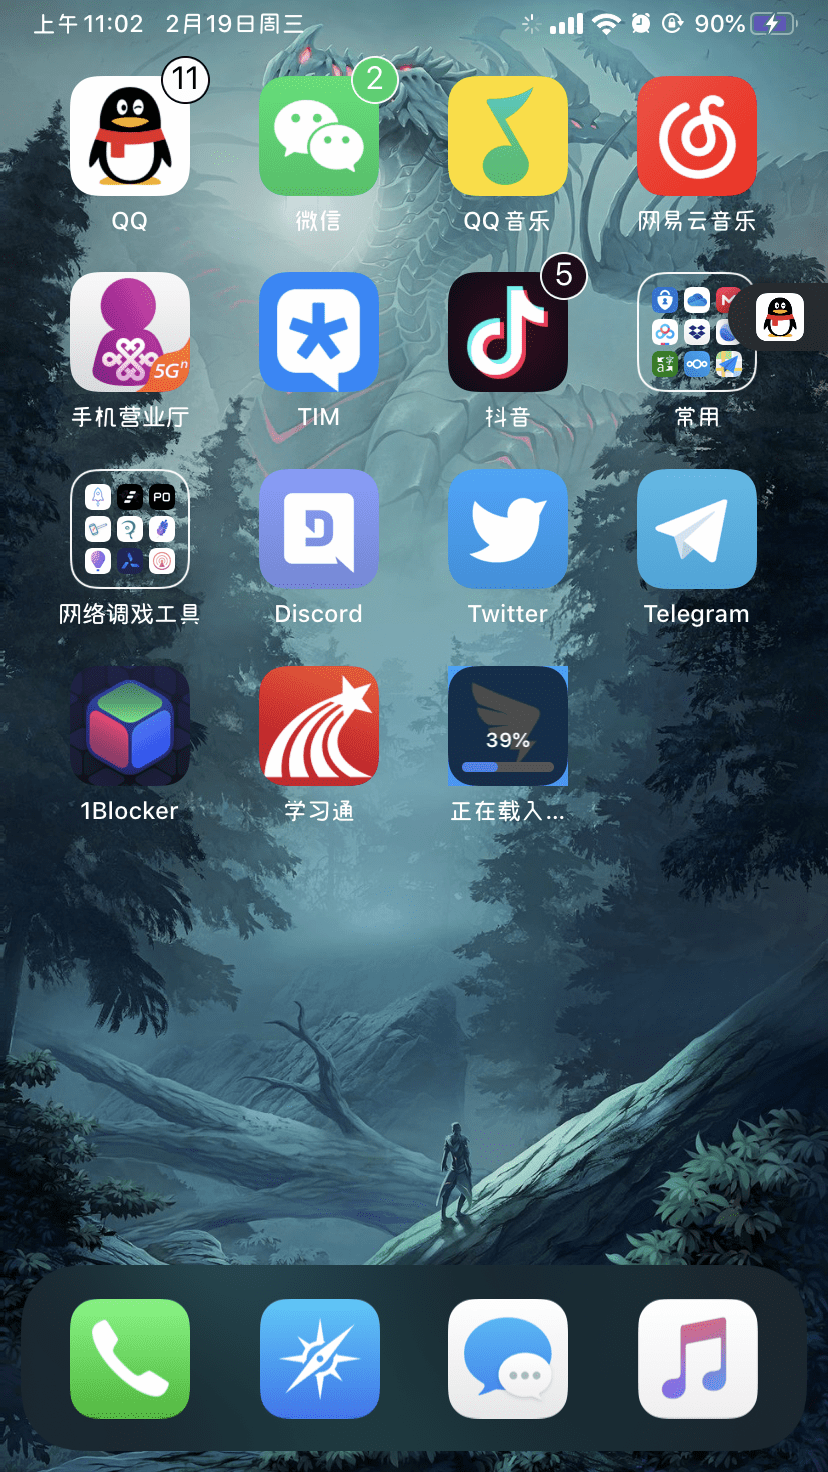 上午11:02 2月19日周三 90%
11
2
QQ 微信 QQ音乐 网易云音乐
5
5Gⁿ
手机营业厅 TIM 抖音 常用
PO
网络调戏工具 Discord Twitter Telegram
39%
1Blocker 学习通 正在载入...